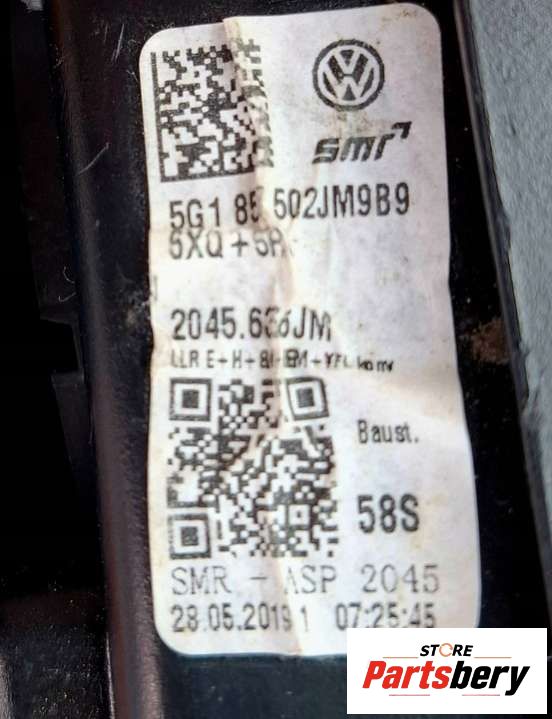 smr
5G1 85 502JM9B9
2045.636JM
Baust.
58S
SMR - ASP 2045
28.05.2019 1 07:25:45
STORE
Partsbery